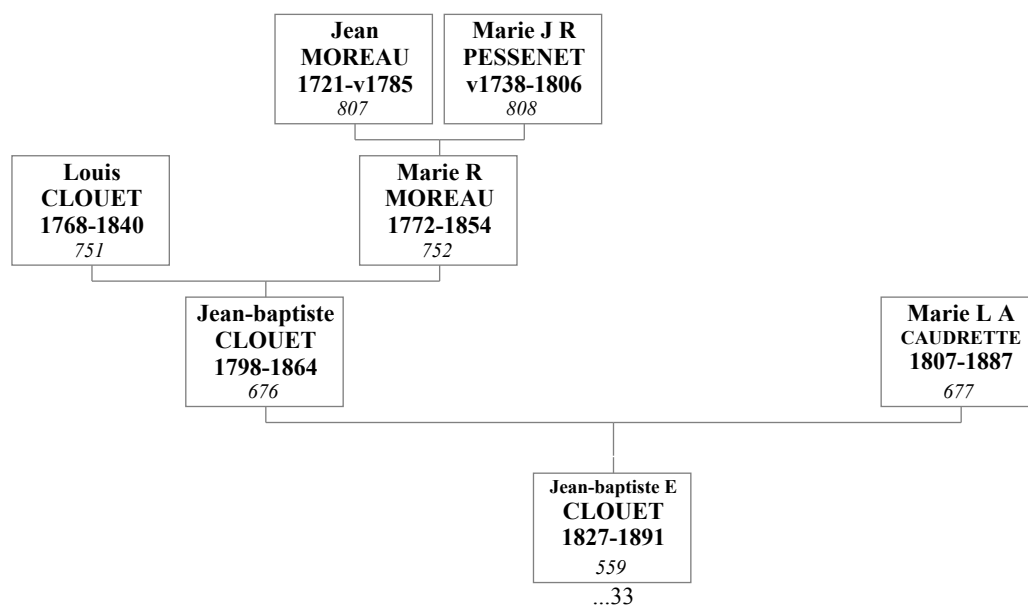 Jean
MOREAU
1721-v1785
807
Marie J R
PESSENET
v1738-1806
808
Louis
CLOUET
1768-1840
751
Marie R
MOREAU
1772-1854
752
Jean-baptiste
CLOUET
1798-1864
676
Marie L A
CAUDRETTE
1807-1887
677
Jean-baptiste E
CLOUET
1827-1891
559
...33